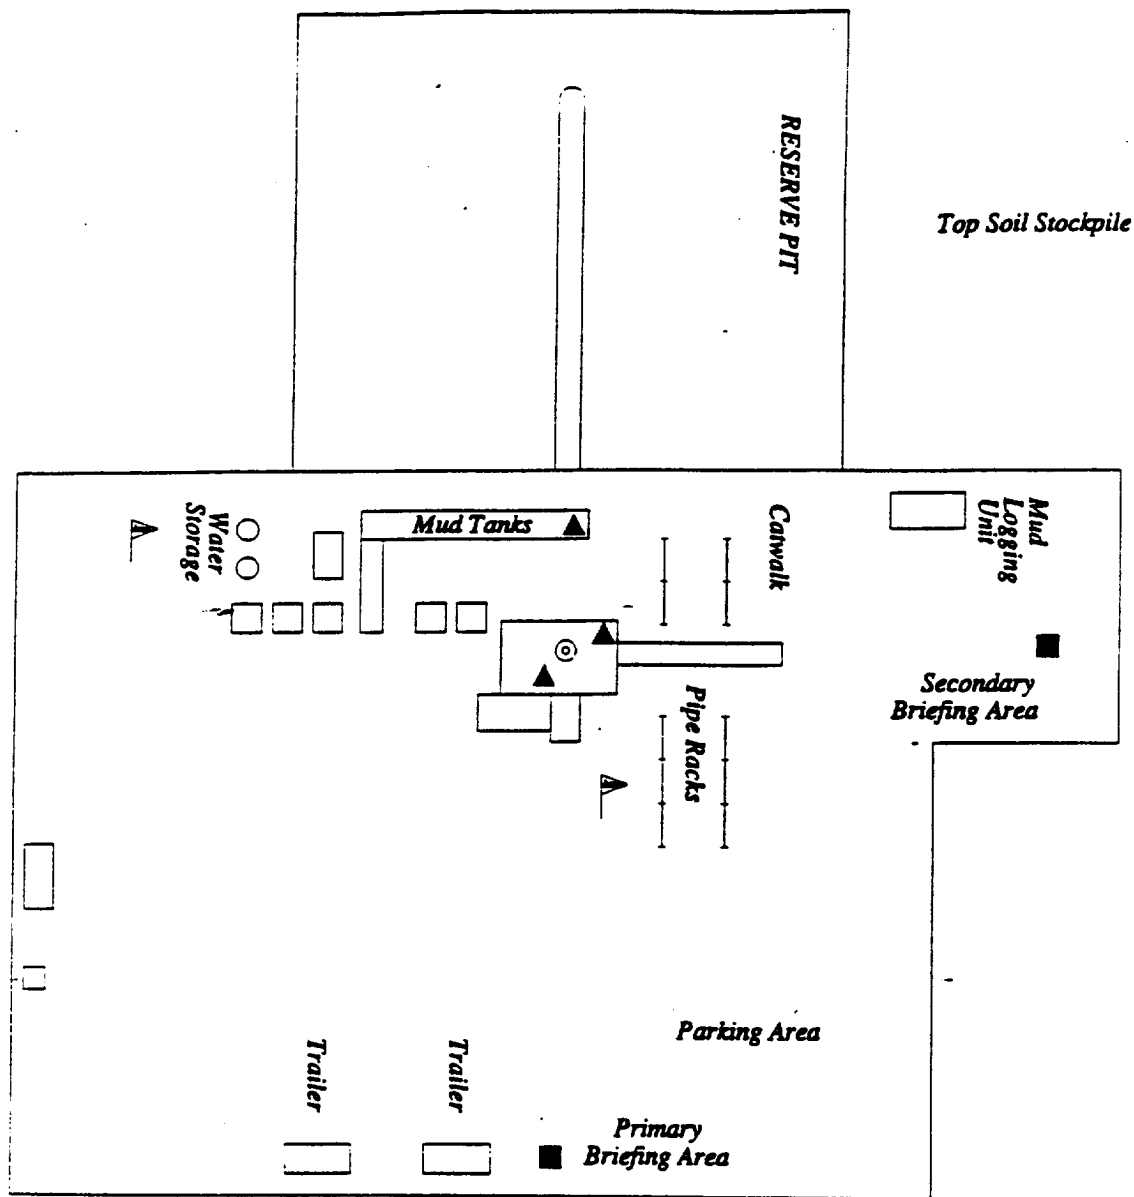 RESERVE PIT
Top Soil Stockpile
Water
Storage
Mud Tanks
Catwalk
Mud
Logging
Unit
Secondary
Briefing Area
Pipe Racks
Parking Area
Trailer
Trailer
Primary
Briefing Area